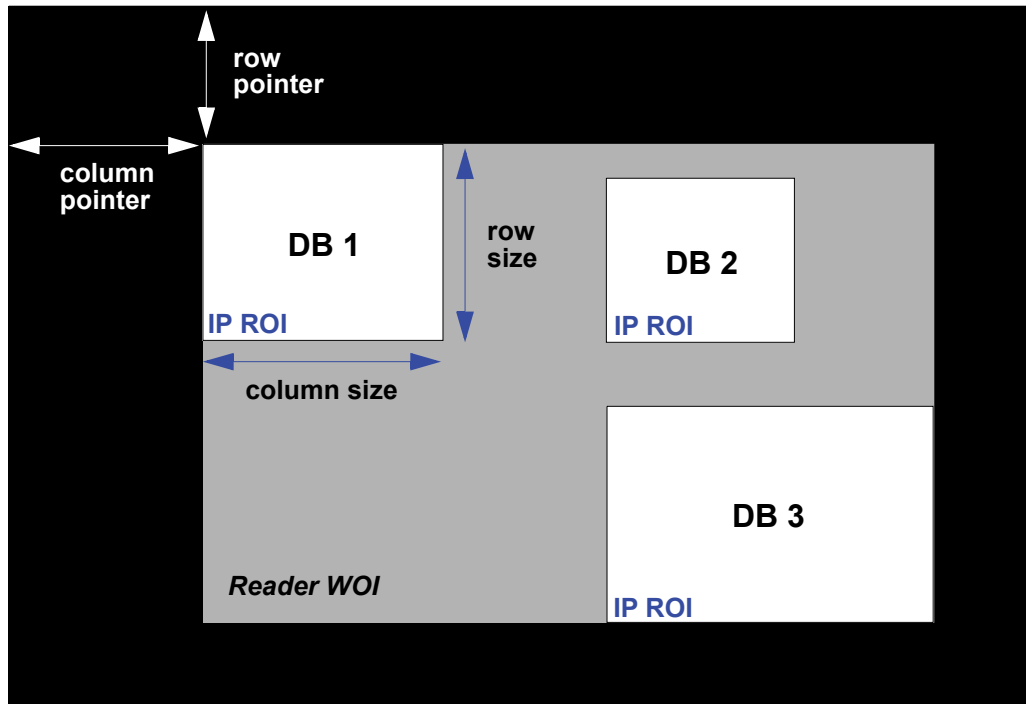 row
pointer
column
pointer
DB 1
IP ROI
row
size
column size
DB 2
IP ROI
DB 3
IP ROI
Reader WOI